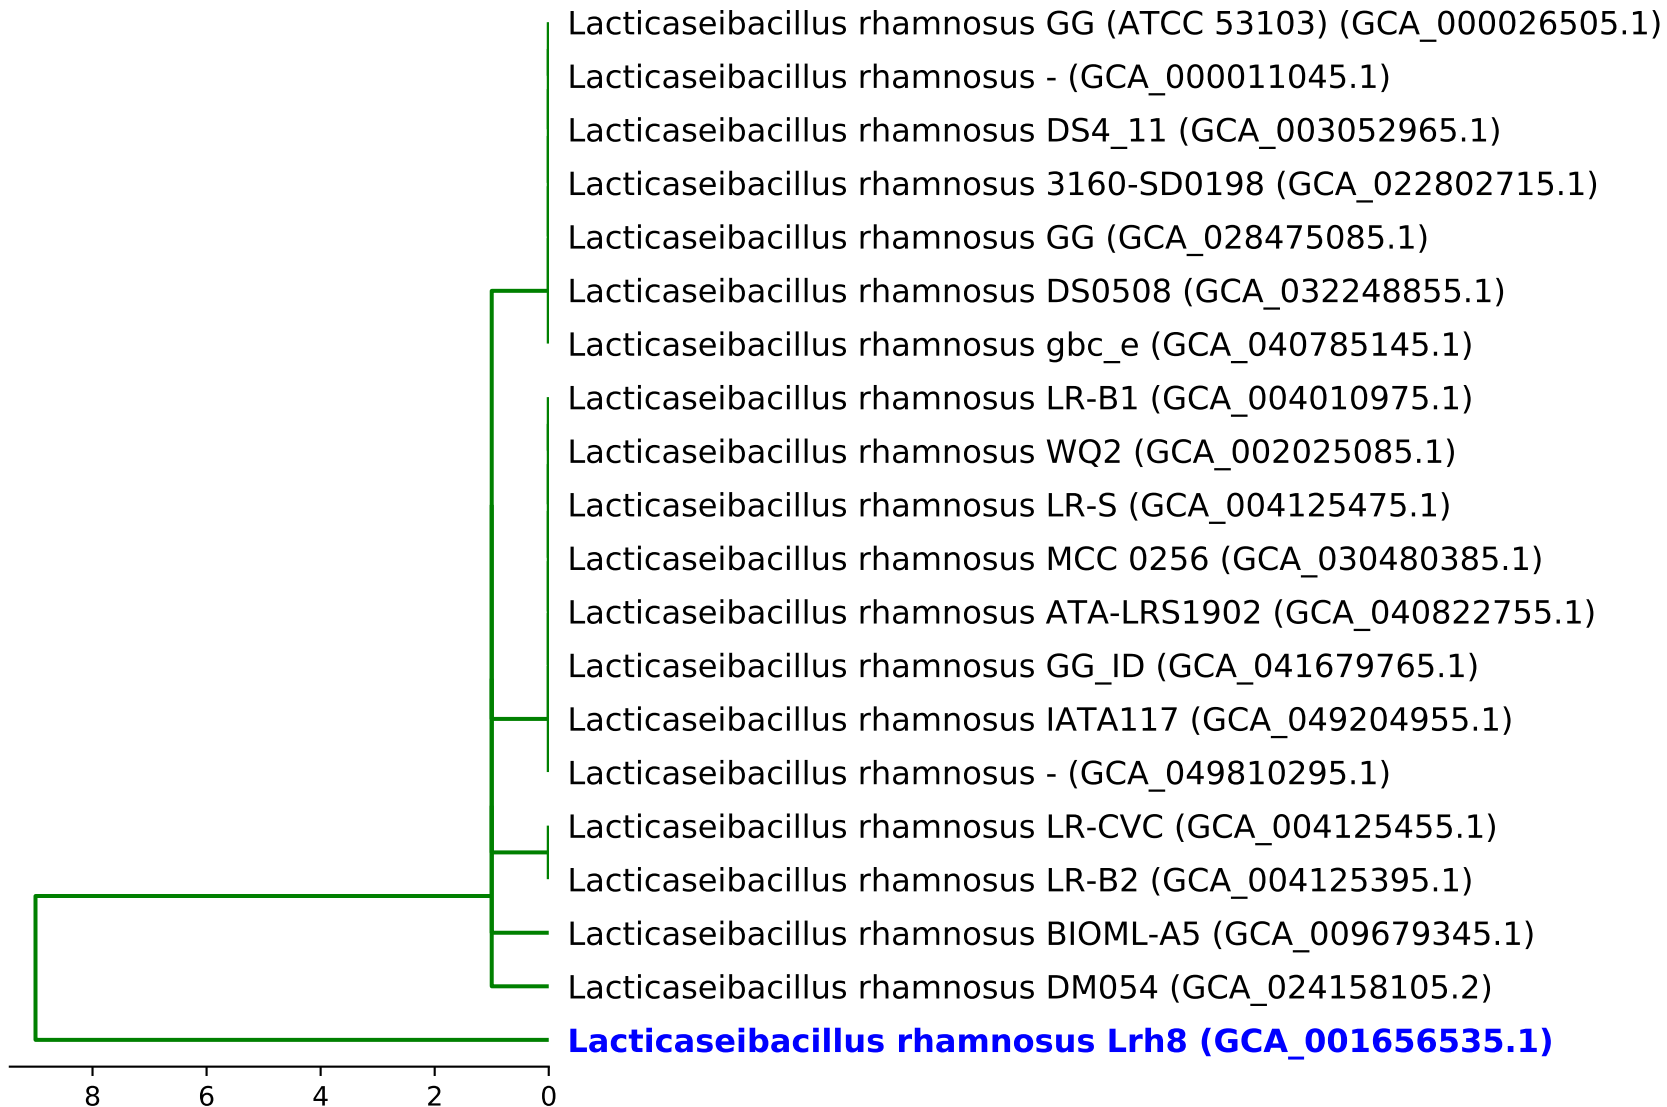 Lacticaseibacillus rhamnosus GG (ATCC 53103) (GCA_000026505.1)
Lacticaseibacillus rhamnosus - (GCA_000011045.1)
Lacticaseibacillus rhamnosus DS4_11 (GCA_003052965.1)
Lacticaseibacillus rhamnosus 3160-SD0198 (GCA_022802715.1)
Lacticaseibacillus rhamnosus GG (GCA_028475085.1)
Lacticaseibacillus rhamnosus DS0508 (GCA_032248855.1)
Lacticaseibacillus rhamnosus gbc_e (GCA_040785145.1)
Lacticaseibacillus rhamnosus LR-B1 (GCA_004010975.1)
Lacticaseibacillus rhamnosus WQ2 (GCA_002025085.1)
Lacticaseibacillus rhamnosus LR-S (GCA_004125475.1)
Lacticaseibacillus rhamnosus MCC 0256 (GCA_030480385.1)
Lacticaseibacillus rhamnosus ATA-LRS1902 (GCA_040822755.1)
Lacticaseibacillus rhamnosus GG_ID (GCA_041679765.1)
Lacticaseibacillus rhamnosus IATA117 (GCA_049204955.1)
Lacticaseibacillus rhamnosus - (GCA_049810295.1)
Lacticaseibacillus rhamnosus LR-CVC (GCA_004125455.1)
Lacticaseibacillus rhamnosus LR-B2 (GCA_004125395.1)
Lacticaseibacillus rhamnosus BIOML-A5 (GCA_009679345.1)
Lacticaseibacillus rhamnosus DM054 (GCA_024158105.2)
Lacticaseibacillus rhamnosus Lrh8 (GCA_001656535.1)
8 6 4 2 0